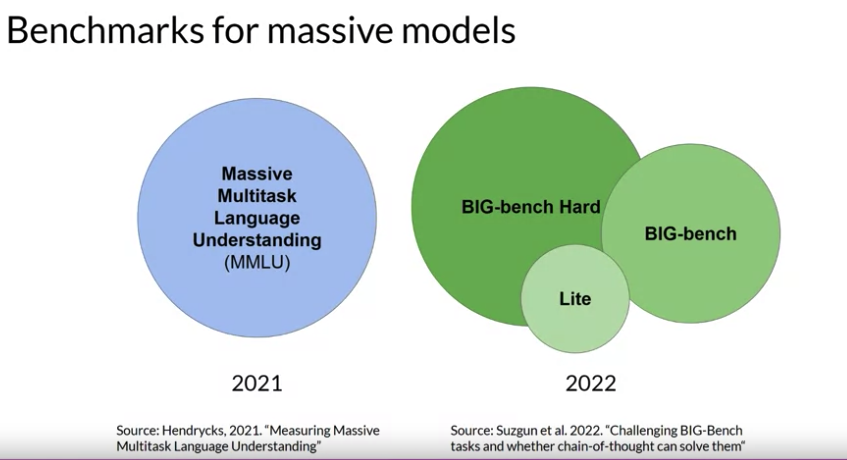 Benchmarks for massive models
Massive
Multitask
Language
Understanding
(MMLU)
BIG-bench Hard
BIG-bench
Lite
2021
2022
Source: Hendrycks, 2021. "Measuring Massive
Multitask Language Understanding"
Source: Suzgun et al. 2022. "Challenging BIG-Bench
tasks and whether chain-of-thought can solve them"